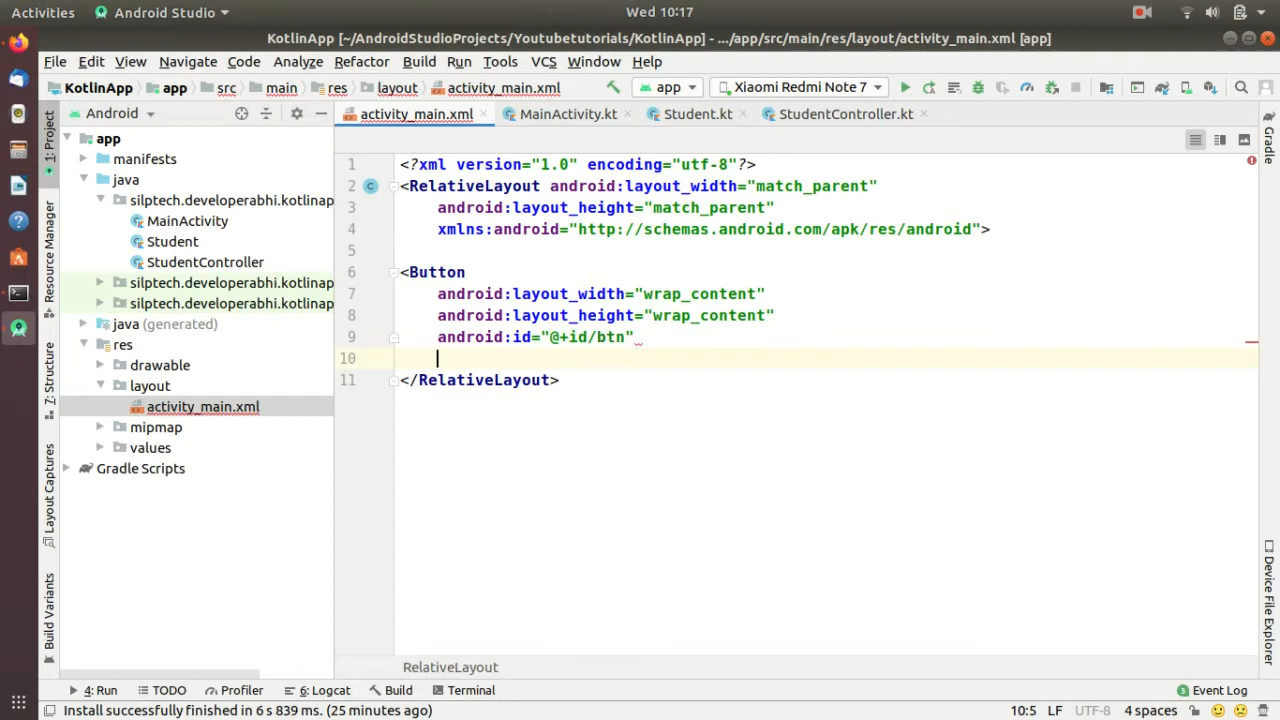 Activities Android Studio Wed 10:17
KotlinApp [~/AndroidStudioProjects/Youtubetutorials/KotlinApp] - .../app/src/main/res/layout/activity_main.xml [app]
File Edit View Navigate Code Analyze Refactor Build Run Tools VCS Window Help
KotlinApp app src main res layout activity_main.xml app Xiaomi Redmi Note 7
1: Project
Resource Manager
7: Structure
Layout Captures
Build Variants
Android
app
manifests
java
silptech.developerabhi.kotlinap
MainActivity
Student
StudentController
silptech.developerabhi.kotlinap
silptech.developerabhi.kotlinap
java (generated)
res
drawable
layout
activity_main.xml
mipmap
values
Gradle Scripts
activity_main.xml MainActivity.kt Student.kt StudentController.kt
1 <?xml version="1.0" encoding="utf-8"?>
2 <RelativeLayout android:layout_width="match_parent"
3 android:layout_height="match_parent"
4 xmlns:android="http://schemas.android.com/apk/res/android">
5
6 <Button
7 android:layout_width="wrap_content"
8 android:layout_height="wrap_content"
9 android:id="@+id/btn"
10
11 </RelativeLayout>
RelativeLayout
Gradle
Device File Explorer
4: Run TODO Profiler 6: Logcat Build Terminal 3 Event Log
Install successfully finished in 6 s 839 ms. (25 minutes ago) 10:5 LF UTF-8 4 spaces